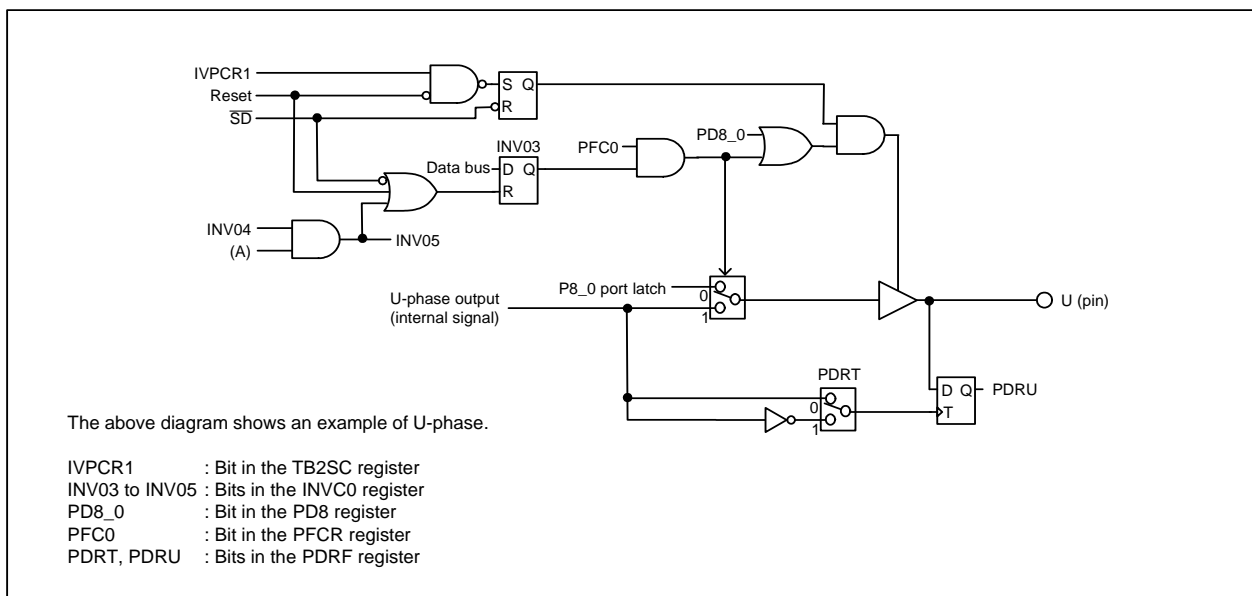 IVPCR1
Reset
SD
S Q
R
INV03
Data bus
D Q
R
PFC0
PD8_0
INV04
(A)
INV05
P8_0 port latch
0
1
U-phase output
(internal signal)
U (pin)
PDRT
0
1
D Q
T
PDRU
The above diagram shows an example of U-phase.
IVPCR1 : Bit in the TB2SC register
INV03 to INV05 : Bits in the INVC0 register
PD8_0 : Bit in the PD8 register
PFC0 : Bit in the PFCR register
PDRT, PDRU : Bits in the PDRF register